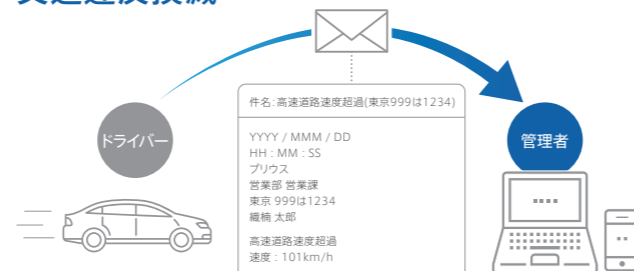 ドライバー
件名:高速道路速度超過(東京999は1234)
YYYY / MMM / DD
HH : MM : SS
プリウス
営業部 営業課
東京 999は1234
織楠 太郎
高速道路速度超過
速度 : 101km/h
管理者